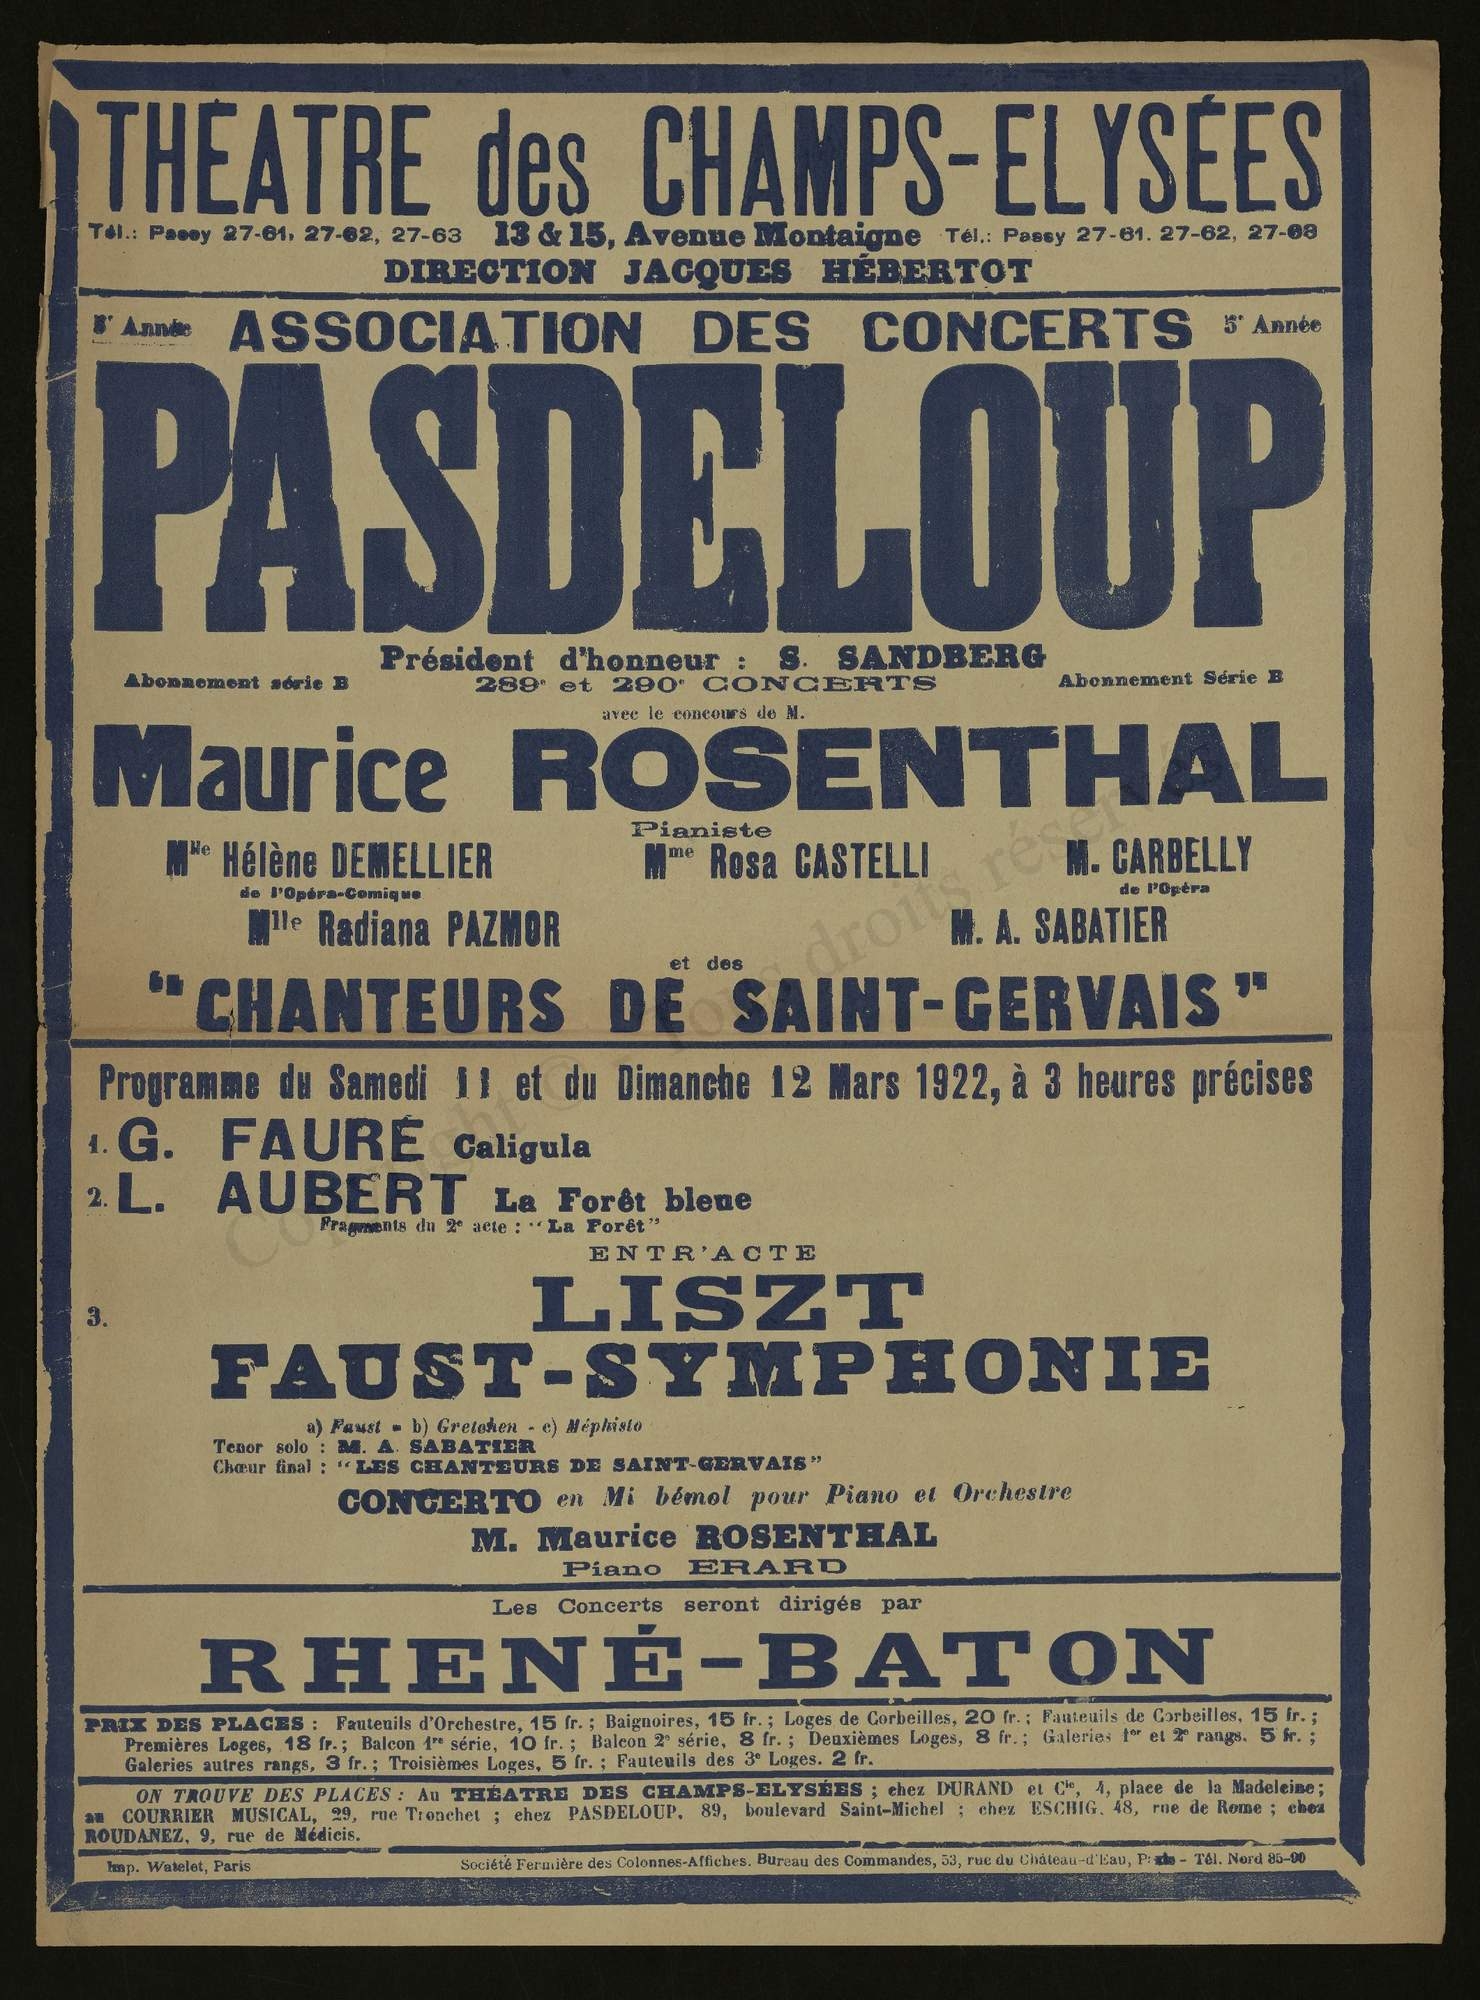 THÉATRE des CHAMPS-ELYSÉES
Tél.: Passy 27-61, 27-62, 27-63 13 & 15, Avenue Montaigne Tél.: Passy 27-61. 27-62, 27-63
DIRECTION JACQUES HÉBERTOT
5e Année ASSOCIATION DES CONCERTS 5e Année
PASDELOUP
Président d'honneur : S. SANDBERG
Abonnement série B 289e et 290e CONCERTS Abonnement Série B
avec le concours de M.
Maurice ROSENTHAL
Pianiste
Mlle Hélène DEMELLIER Mme Rosa CASTELLI M. CARBELLY
de l'Opéra-Comique de l'Opéra
Mlle Radiana PAZMOR M. A. SABATIER
et des
"CHANTEURS DE SAINT-GERVAIS"
Programme du Samedi 11 et du Dimanche 12 Mars 1922, à 3 heures précises
1. G. FAURÉ Caligula
2. L. AUBERT La Forêt bleue
Fragments du 2e acte : "La Forêt"
ENTR'ACTE
3. LISZT
FAUST-SYMPHONIE
a) Faust - b) Gretchen - c) Méphisto
Tenor solo : M. A. SABATIER
Chœur final : "LES CHANTEURS DE SAINT-GERVAIS"
CONCERTO en Mi bémol pour Piano et Orchestre
M. Maurice ROSENTHAL
Piano ERARD
Les Concerts seront dirigés par
RHENÉ-BATON
PRIX DES PLACES : Fauteuils d'Orchestre, 15 fr. ; Baignoires, 15 fr. ; Loges de Corbeilles, 20 fr. ; Fauteuils de Corbeilles, 15 fr. ;
Premières Loges, 18 fr. ; Balcon 1re série, 10 fr. ; Balcon 2e série, 8 fr. ; Deuxièmes Loges, 8 fr. ; Galeries 1er et 2e rangs. 5 fr. ;
Galeries autres rangs, 3 fr. ; Troisièmes Loges, 5 fr. ; Fauteuils des 3e Loges. 2 fr.
ON TROUVE DES PLACES : Au THÉATRE DES CHAMPS-ELYSÉES ; chez DURAND et Cie, 4, place de la Madeleine ;
au COURRIER MUSICAL, 29, rue Tronchet ; chez PASDELOUP, 89, boulevard Saint-Michel ; chez ESCHIG, 48, rue de Rome ; chez
ROUDANEZ, 9, rue de Médicis.
Imp. Watelet, Paris Société Fermière des Colonnes-Affiches. Bureau des Commandes, 53, rue du Château-d'Eau, Paris - Tél. Nord 85-90
Copyright © - Tous droits réservés.